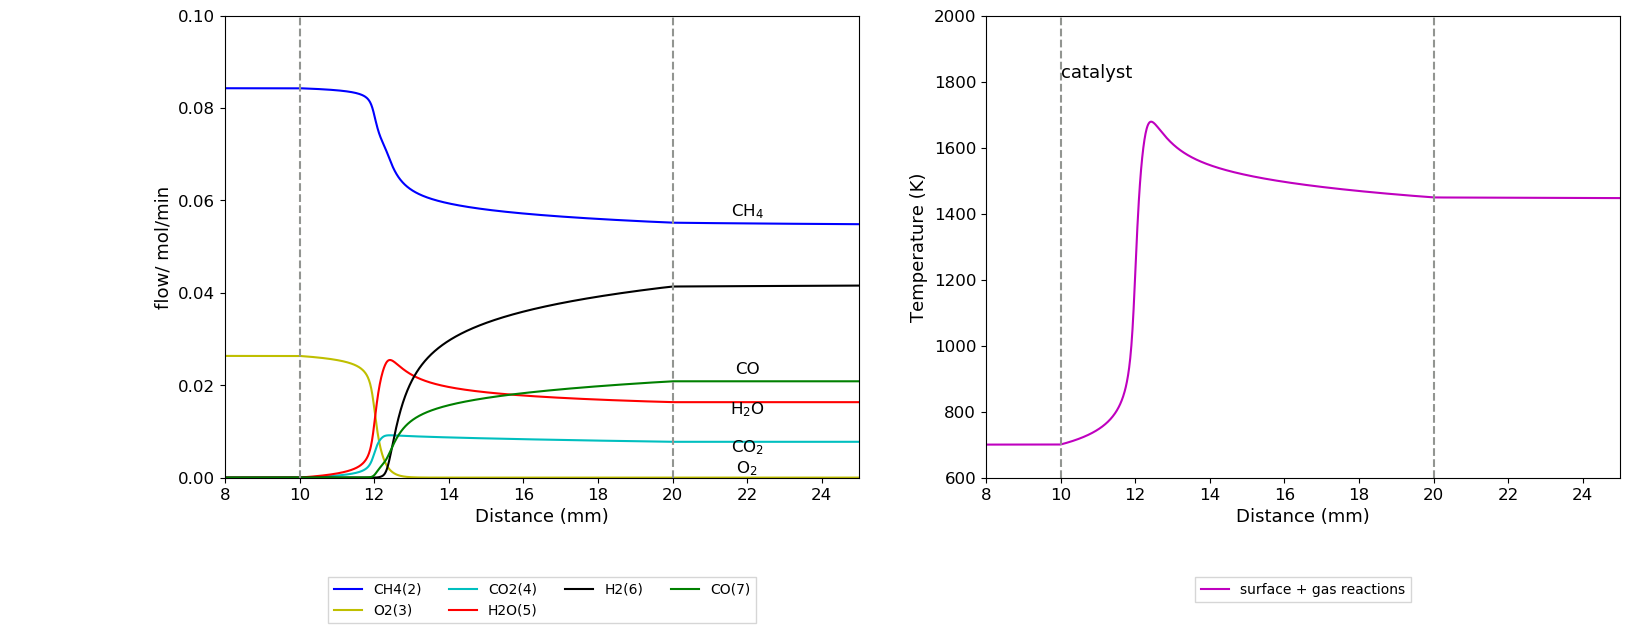 0.10
0.08
0.06
0.04
0.02
0.00
flow/ mol/min
CH₄
CO
H₂O
CO₂
O₂
8 10 12 14 16 18 20 22 24
Distance (mm)
CH4(2) CO2(4) H2(6) CO(7)
O2(3) H2O(5)
2000
1800
1600
1400
1200
1000
800
600
Temperature (K)
catalyst
8 10 12 14 16 18 20 22 24
Distance (mm)
surface + gas reactions